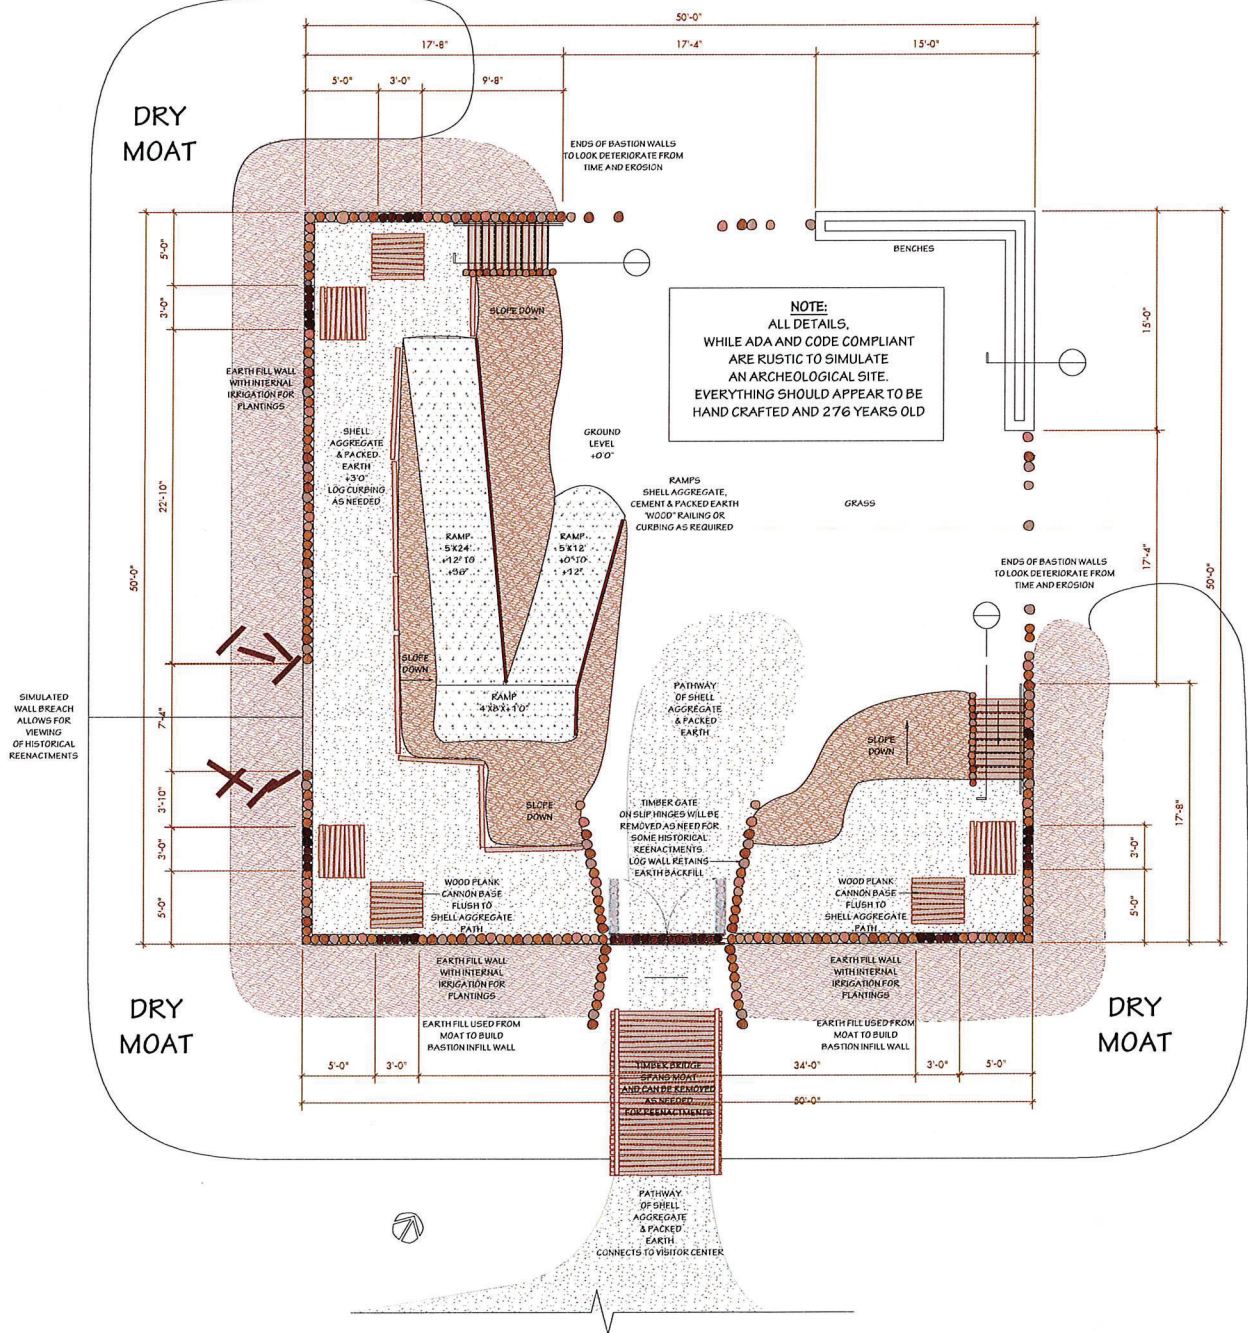 50'-0"
17'-8"
17'-4"
15'-0"
5'-0"
3'-0"
9'-8"
DRY
MOAT
ENDS OF BASTION WALLS
TO LOOK DETERIORATE FROM
TIME AND EROSION
BENCHES
5'-0"
3'-0"
22'-10"
50'-0"
7'-4"
3'-10"
3'-0"
5'-0"
SLOPE DOWN
NOTE:
ALL DETAILS,
WHILE ADA AND CODE COMPLIANT
ARE RUSTIC TO SIMULATE
AN ARCHEOLOGICAL SITE.
EVERYTHING SHOULD APPEAR TO BE
HAND CRAFTED AND 276 YEARS OLD
15'-0"
17'-4"
50'-0"
17'-8"
3'-0"
5'-0"
EARTH FILL WALL
WITH INTERNAL
IRRIGATION FOR
PLANTINGS
SHELL
AGGREGATE
& PACKED
EARTH
+3'0"
LOG CURBING
AS NEEDED
GROUND
LEVEL
+0'0"
RAMPS
SHELL AGGREGATE,
CEMENT & PACKED EARTH
"WOOD" RAILING OR
CURBING AS REQUIRED
GRASS
RAMP
5'X24'
+12" TO
+36"
RAMP
5'X12'
+0" TO
+12"
ENDS OF BASTION WALLS
TO LOOK DETERIORATE FROM
TIME AND EROSION
SLOPE
DOWN
RAMP
4'X8'X+1'0"
PATHWAY
OF SHELL
AGGREGATE
& PACKED
EARTH
SIMULATED
WALL BREACH
ALLOWS FOR
VIEWING
OF HISTORICAL
REENACTMENTS
SLOPE
DOWN
SLOPE
DOWN
TIMBER GATE
ON SLIP HINGES WILL BE
REMOVED AS NEED FOR
SOME HISTORICAL
REENACTMENTS
LOG WALL RETAINS
EARTH BACKFILL
WOOD PLANK
CANNON BASE
FLUSH TO
SHELL AGGREGATE
PATH
WOOD PLANK
CANNON BASE
FLUSH TO
SHELL AGGREGATE
PATH
EARTH FILL WALL
WITH INTERNAL
IRRIGATION FOR
PLANTINGS
EARTH FILL WALL
WITH INTERNAL
IRRIGATION FOR
PLANTINGS
DRY
MOAT
DRY
MOAT
EARTH FILL USED FROM
MOAT TO BUILD
BASTION INFILL WALL
EARTH FILL USED FROM
MOAT TO BUILD
BASTION INFILL WALL
5'-0"
3'-0"
TIMBER BRIDGE
SPANS MOAT
AND CAN BE REMOVED
AS NEEDED
FOR REENACTMENTS
34'-0"
3'-0"
5'-0"
50'-0"
PATHWAY
OF SHELL
AGGREGATE
& PACKED
EARTH
CONNECTS TO VISITOR CENTER